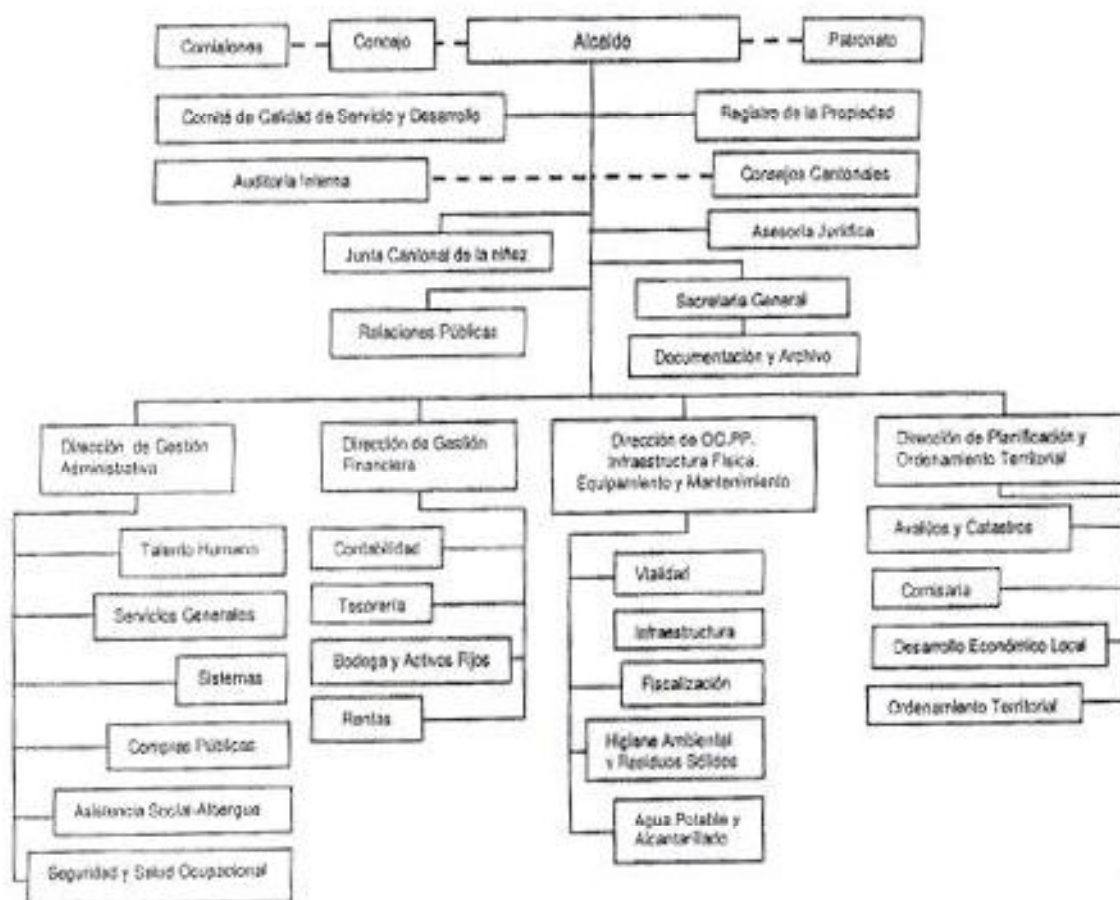 Comisiones
Concejo
Alcalde
Patronato
Comité de Calidad de Servicio y Desarrollo
Registro de la Propiedad
Auditoría Interna
Consejos Cantonales
Junta Cantonal de la niñez
Asesoría Jurídica
Secretaria General
Relaciones Públicas
Documentación y Archivo
Dirección de Gestión
Administrativa
Talento Humano
Servicios Generales
Sistemas
Compras Públicas
Asistencia Social-Albergue
Seguridad y Salud Ocupacional
Dirección de Gestión
Financiera
Contabilidad
Tesorería
Bodega y Activos Fijos
Rentas
Dirección de OO.PP.
Infraestructura Física,
Equipamiento y Mantenimiento
Vialidad
Infraestructura
Fiscalización
Higiene Ambiental
y Residuos Sólidos
Agua Potable y
Alcantarillado
Dirección de Planificación y
Ordenamiento Territorial
Avalúos y Catastros
Comisaría
Desarrollo Económico Local
Ordenamiento Territorial